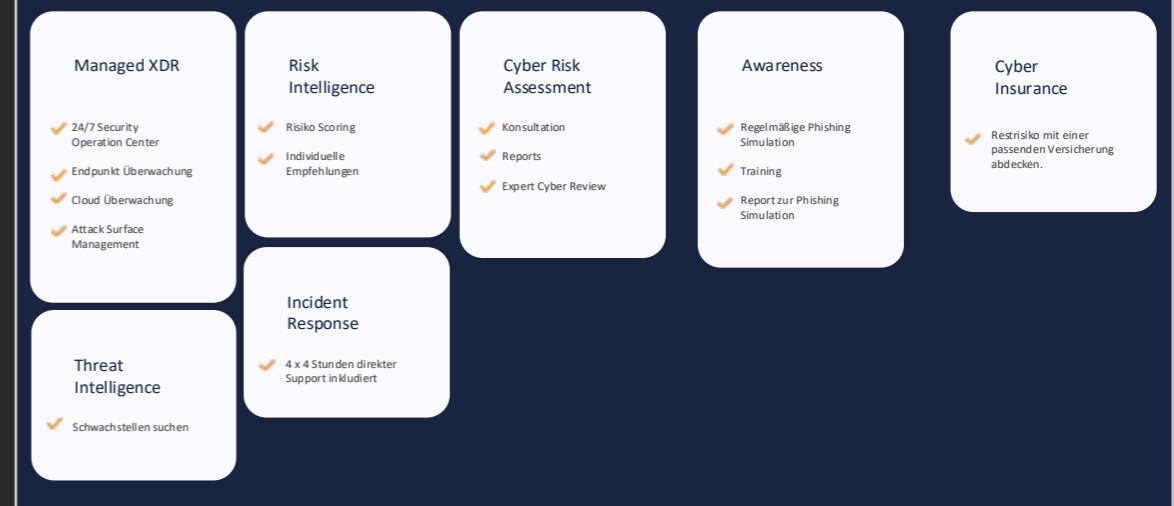 Managed XDR
24/7 Security
Operation Center
Endpunkt Überwachung
Cloud Überwachung
Attack Surface
Management
Threat
Intelligence
Schwachstellen suchen
Risk
Intelligence
Risiko Scoring
Individuelle
Empfehlungen
Incident
Response
4 x 4 Stunden direkter
Support inkludiert
Cyber Risk
Assessment
Konsultation
Reports
Expert Cyber Review
Awareness
Regelmäßige Phishing
Simulation
Training
Report zur Phishing
Simulation
Cyber
Insurance
Restrisiko mit einer
passenden Versicherung
abdecken.